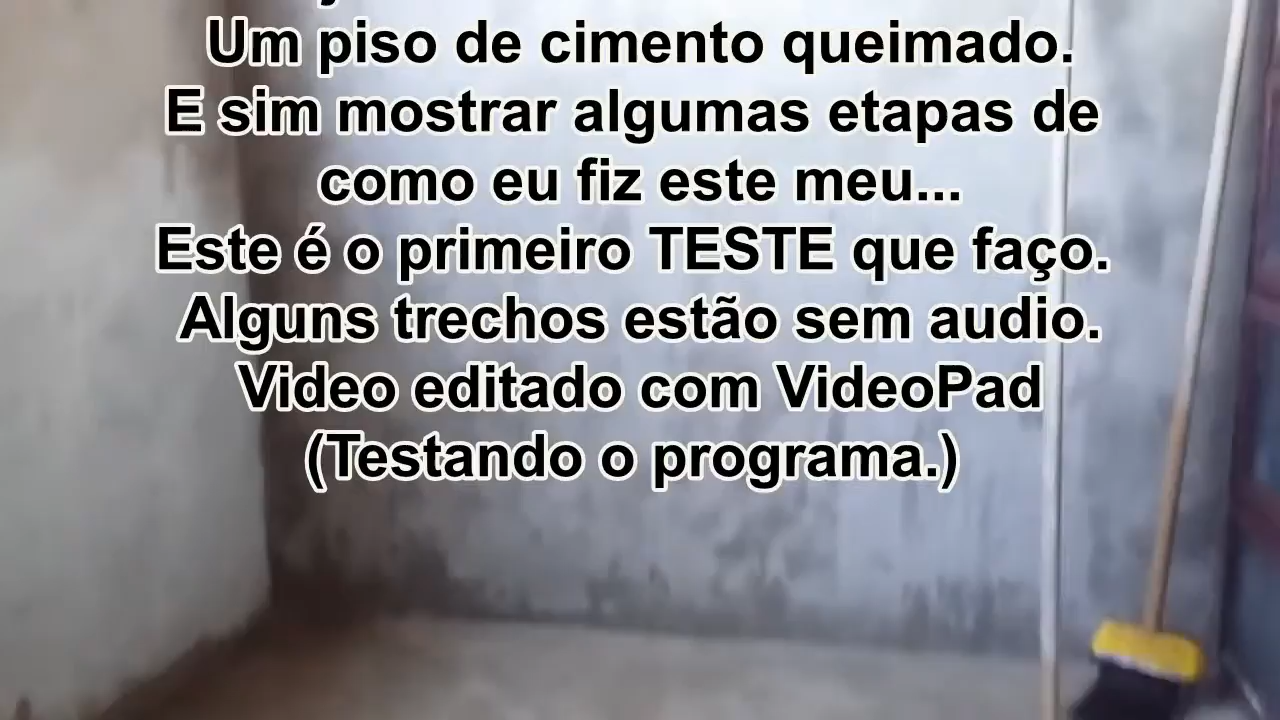 Um piso de cimento queimado.
E sim mostrar algumas etapas de
como eu fiz este meu...
Este é o primeiro TESTE que faço.
Alguns trechos estão sem audio.
Video editado com VideoPad
(Testando o programa.)